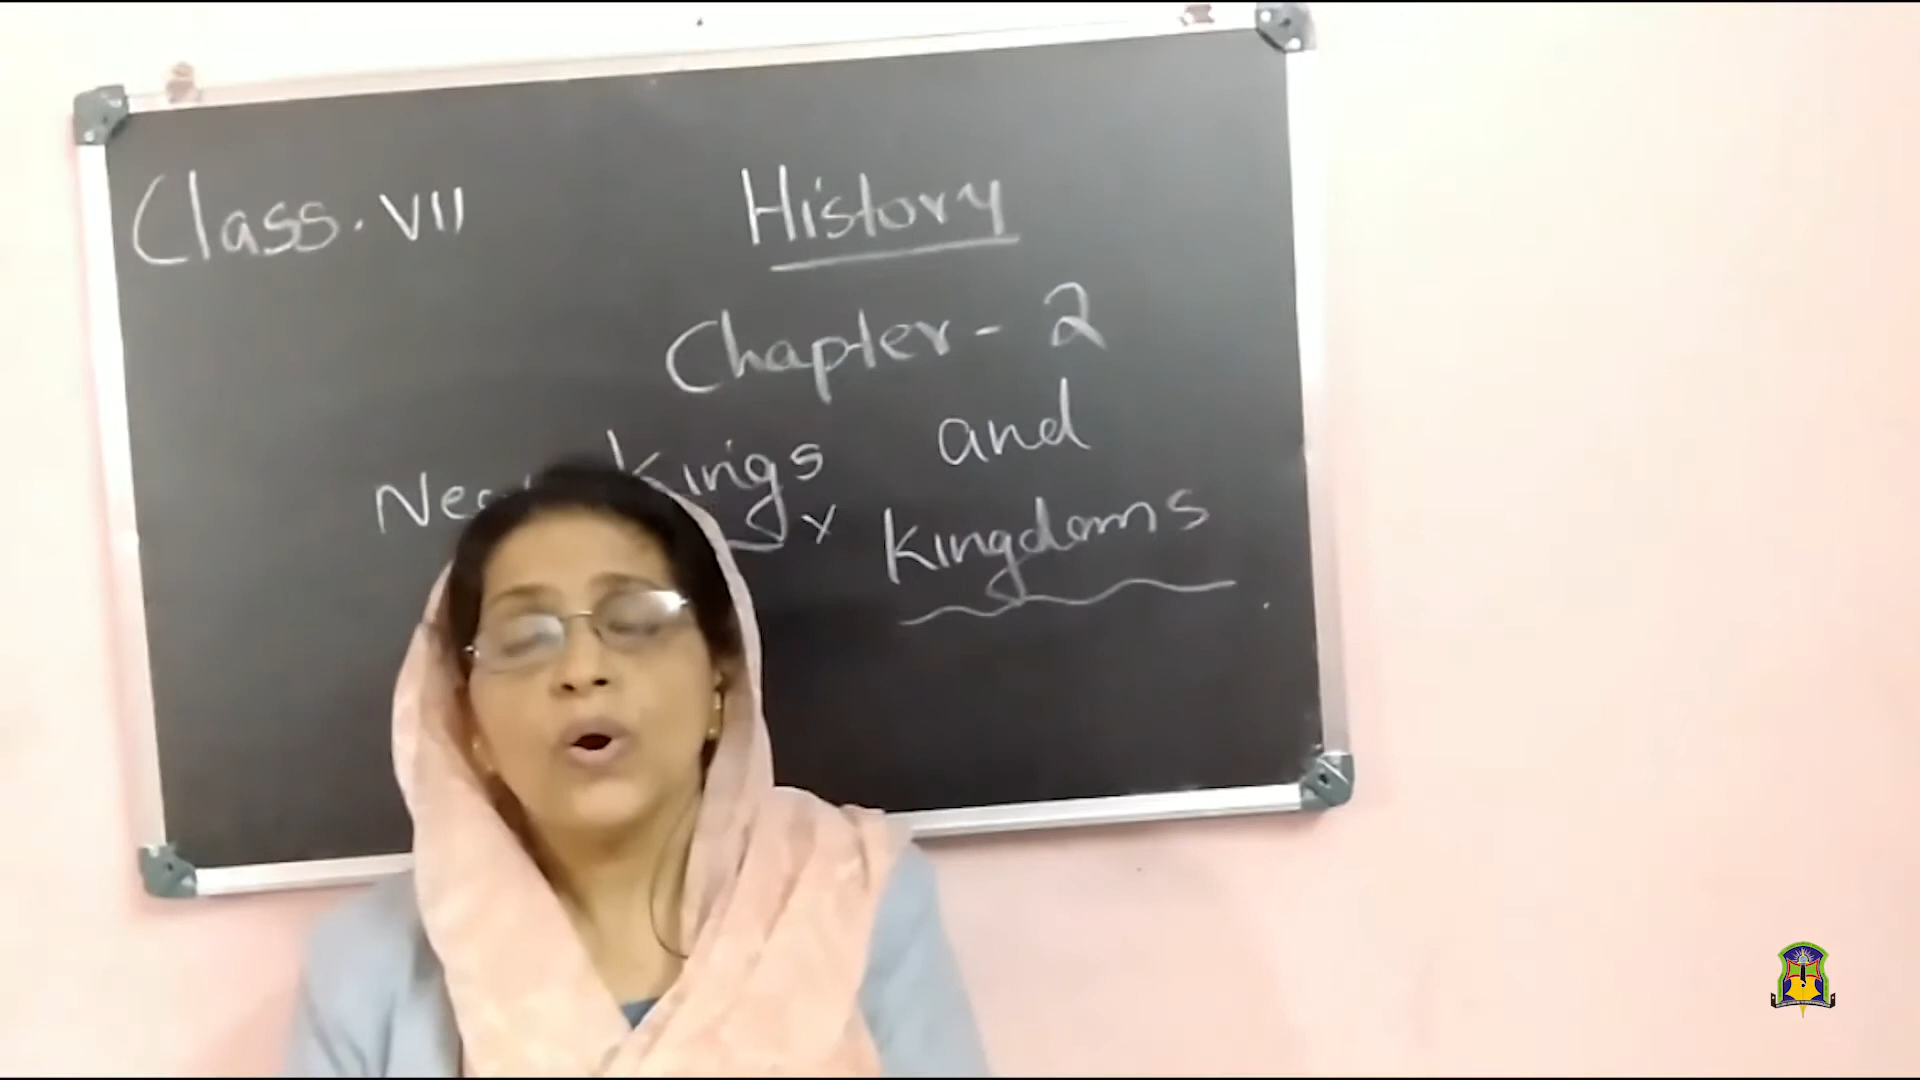 Class. VII
History
Chapter - 2
Kings and
Kingdoms